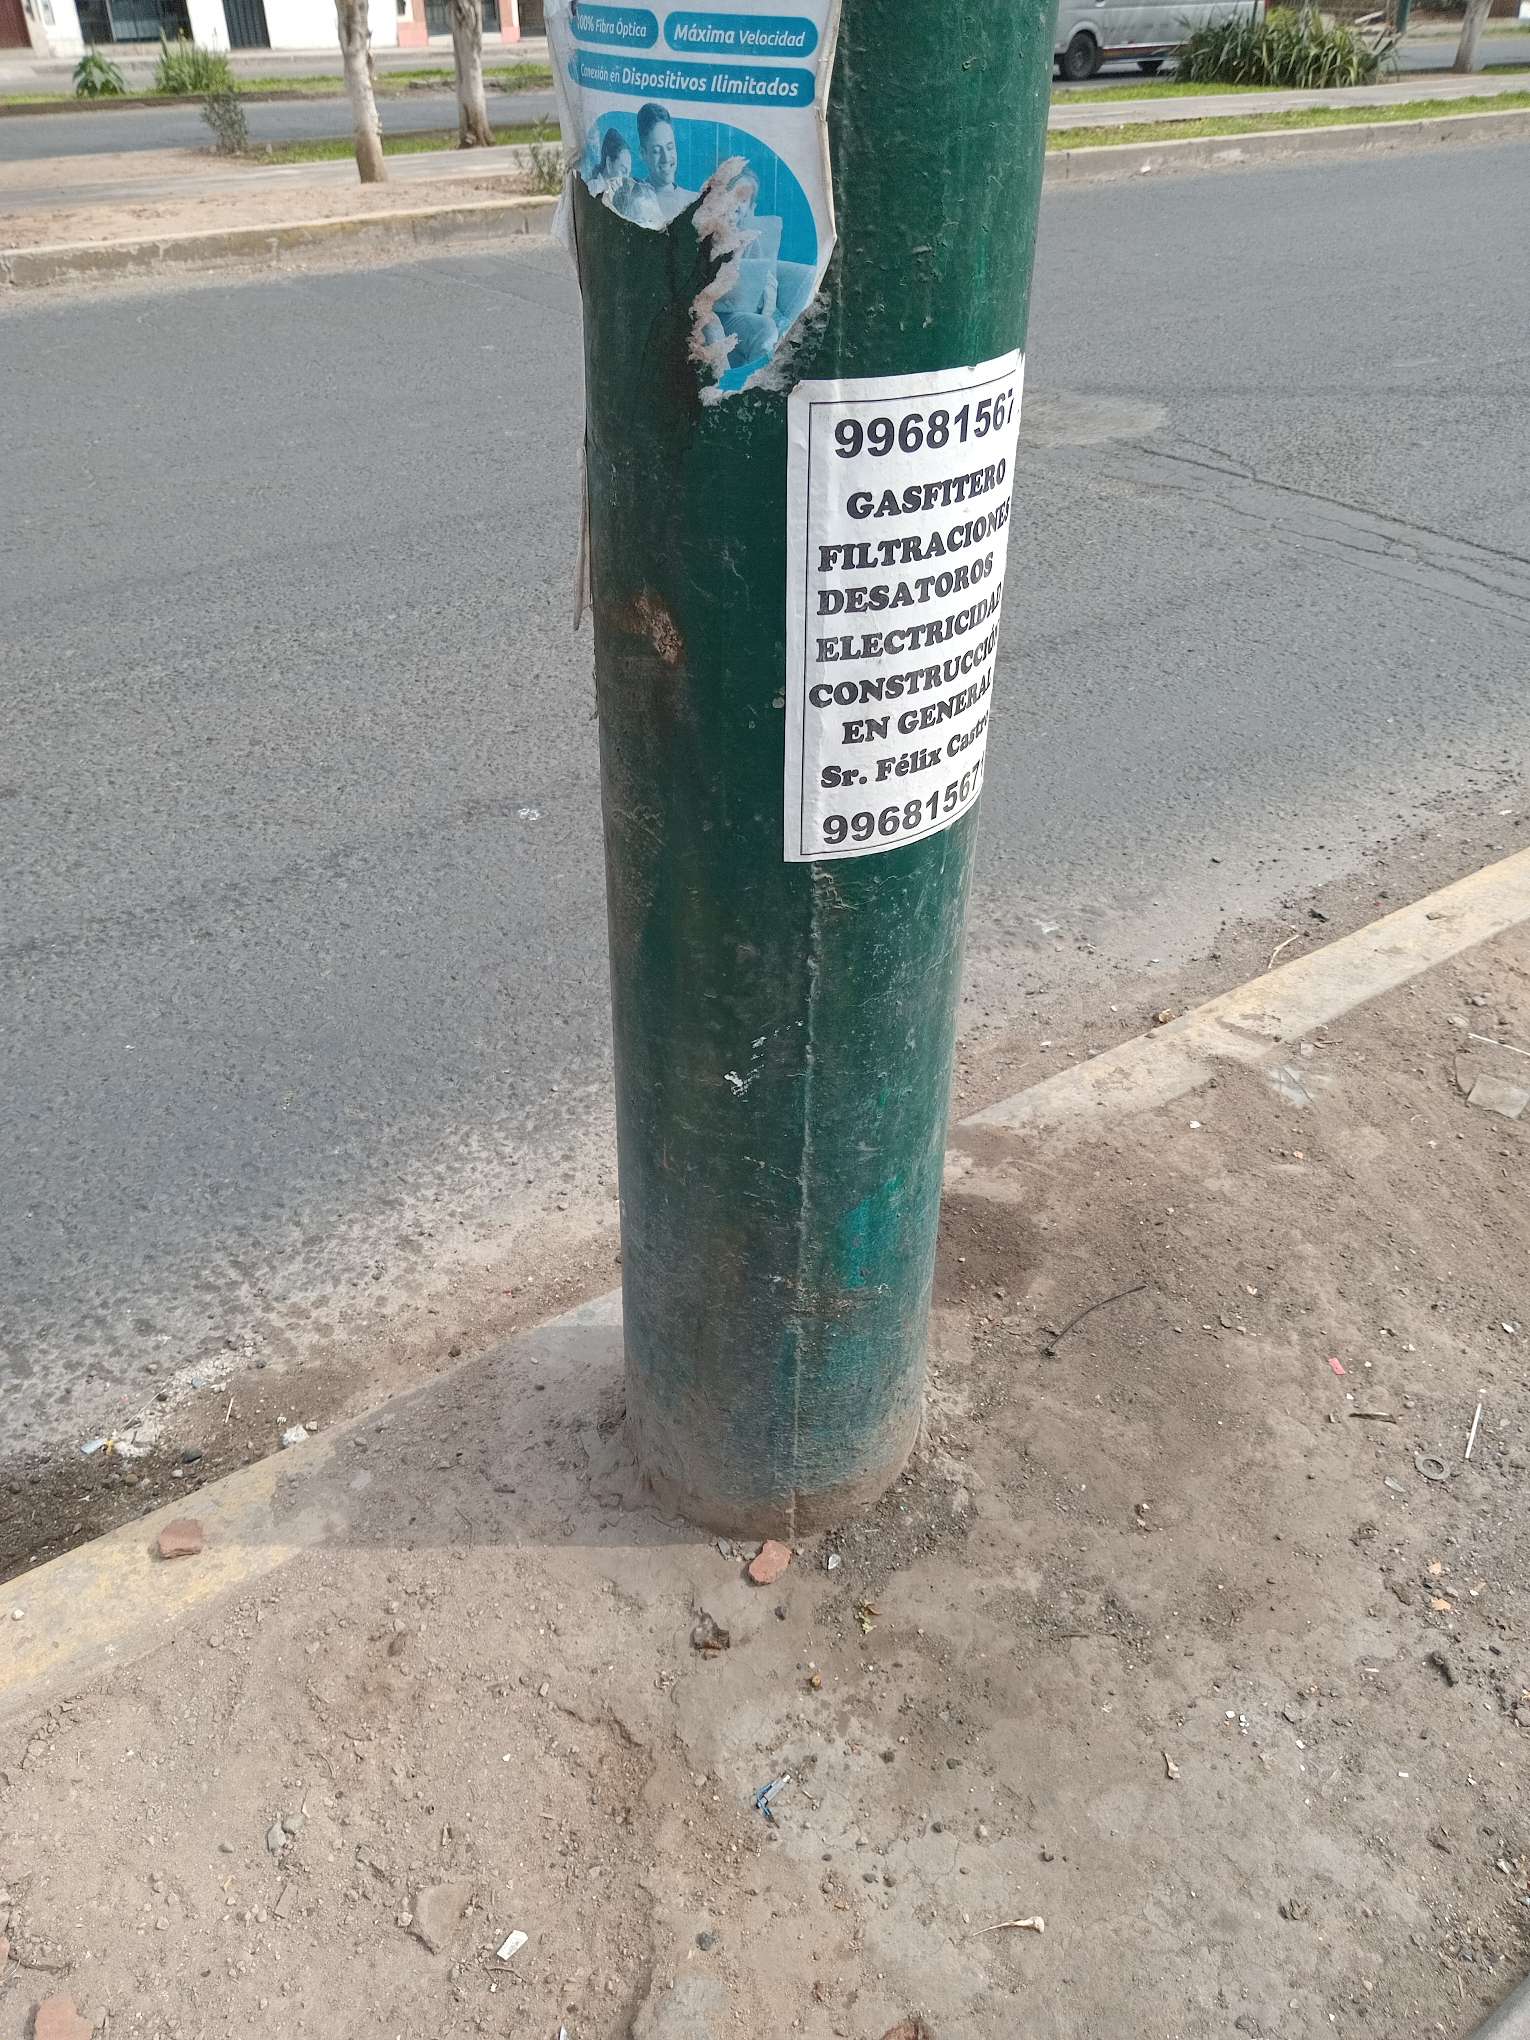 100% Fibra Óptica
Máxima Velocidad
Conexión en Dispositivos Ilimitados
99681567
GASFITERO
FILTRACIONES
DESATOROS
ELECTRICIDAD
CONSTRUCCIÓN
EN GENERAL
Sr. Félix Castro
99681567